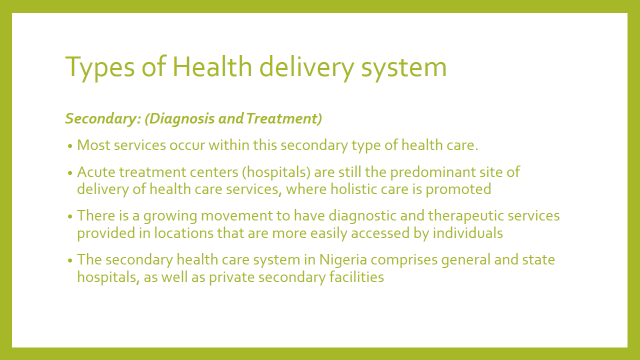 Types of Health delivery system
Secondary: (Diagnosis and Treatment)
• Most services occur within this secondary type of health care.
• Acute treatment centers (hospitals) are still the predominant site of
delivery of health care services, where holistic care is promoted
• There is a growing movement to have diagnostic and therapeutic services
provided in locations that are more easily accessed by individuals
• The secondary health care system in Nigeria comprises general and state
hospitals, as well as private secondary facilities